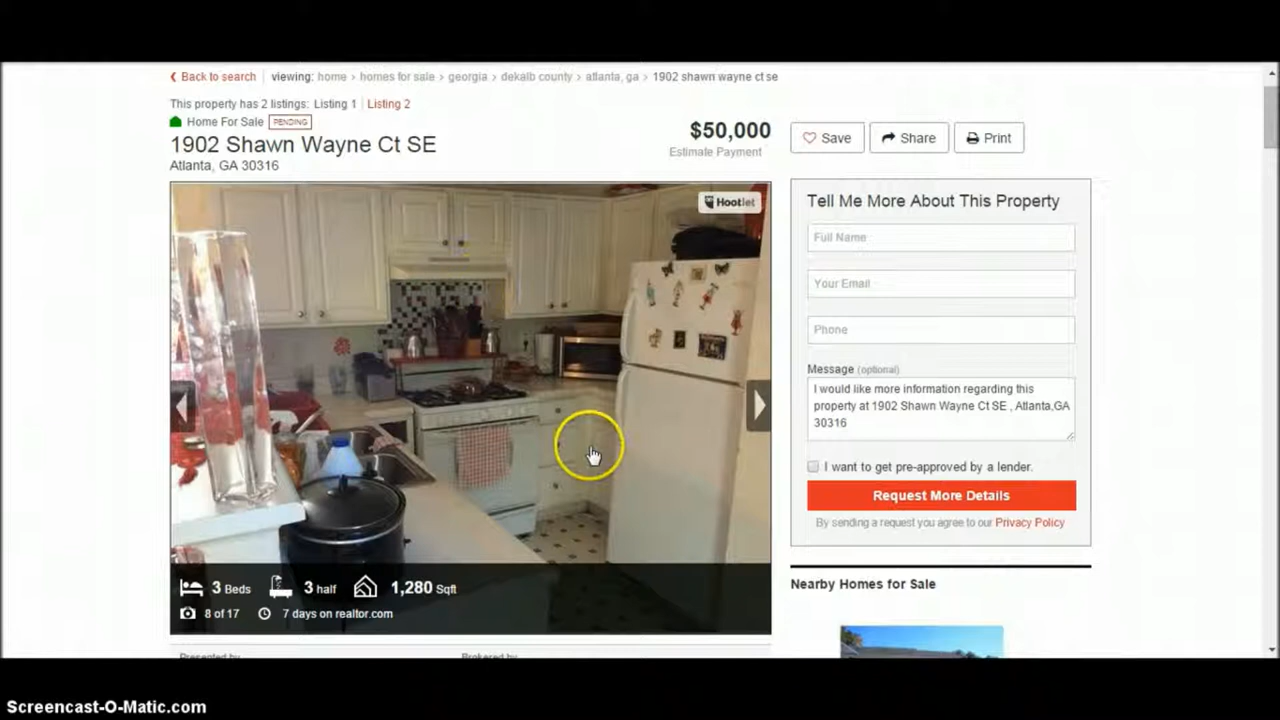 Back to search viewing: home > homes for sale > georgia > dekalb county > atlanta, ga > 1902 shawn wayne ct se
This property has 2 listings: Listing 1 | Listing 2
Home For Sale PENDING
1902 Shawn Wayne Ct SE
Atlanta, GA 30316
$50,000
Estimate Payment
Save
Share
Print
Hootlet
3 Beds 3 half 1,280 Sqft
8 of 17 7 days on realtor.com
Presented by Brokered by
Tell Me More About This Property
Full Name
Your Email
Phone
Message (optional)
I would like more information regarding this
property at 1902 Shawn Wayne Ct SE , Atlanta,GA
30316
I want to get pre-approved by a lender.
Request More Details
By sending a request you agree to our Privacy Policy
Nearby Homes for Sale
Screencast-O-Matic.com